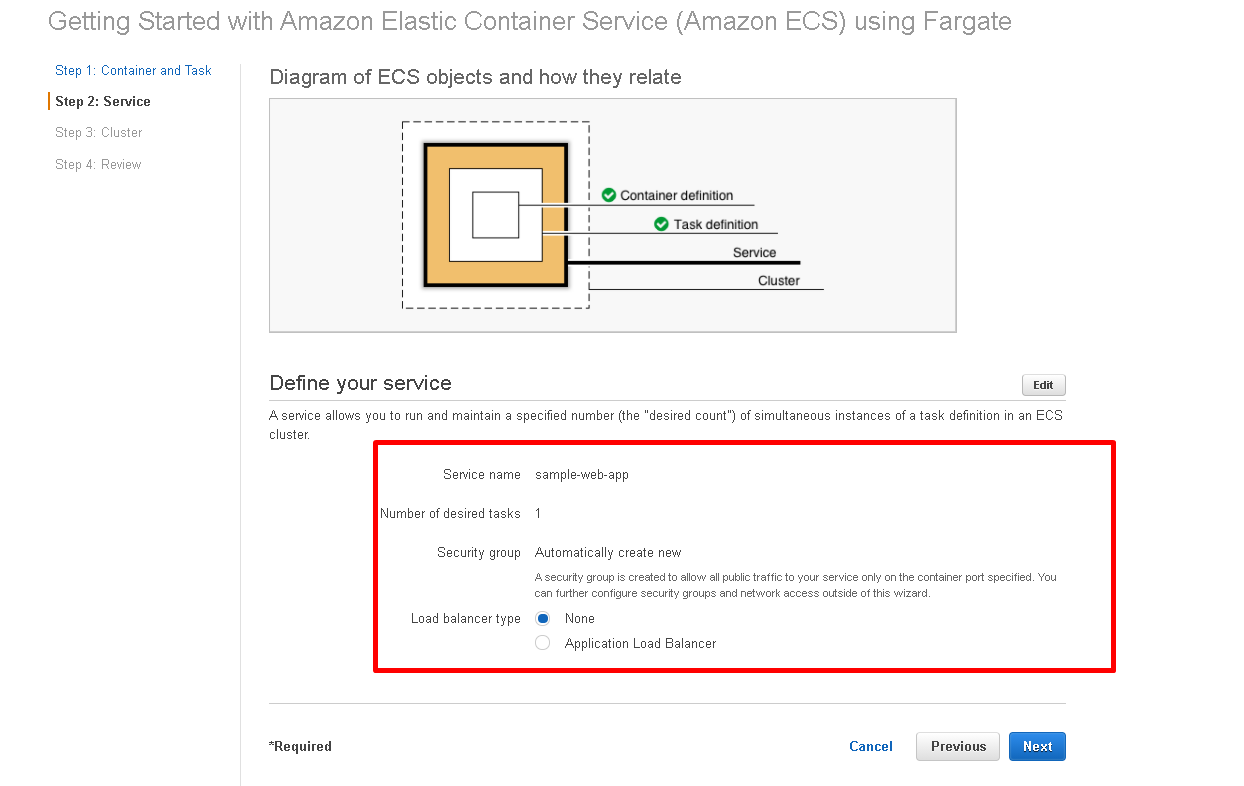 Getting Started with Amazon Elastic Container Service (Amazon ECS) using Fargate
Step 1: Container and Task
Step 2: Service
Step 3: Cluster
Step 4: Review
Diagram of ECS objects and how they relate
Container definition
Task definition
Service
Cluster
Define your service
Edit
A service allows you to run and maintain a specified number (the "desired count") of simultaneous instances of a task definition in an ECS
cluster.
Service name sample-web-app
Number of desired tasks 1
Security group Automatically create new
A security group is created to allow all public traffic to your service only on the container port specified. You
can further configure security groups and network access outside of this wizard.
Load balancer type None
Application Load Balancer
*Required Cancel Previous Next